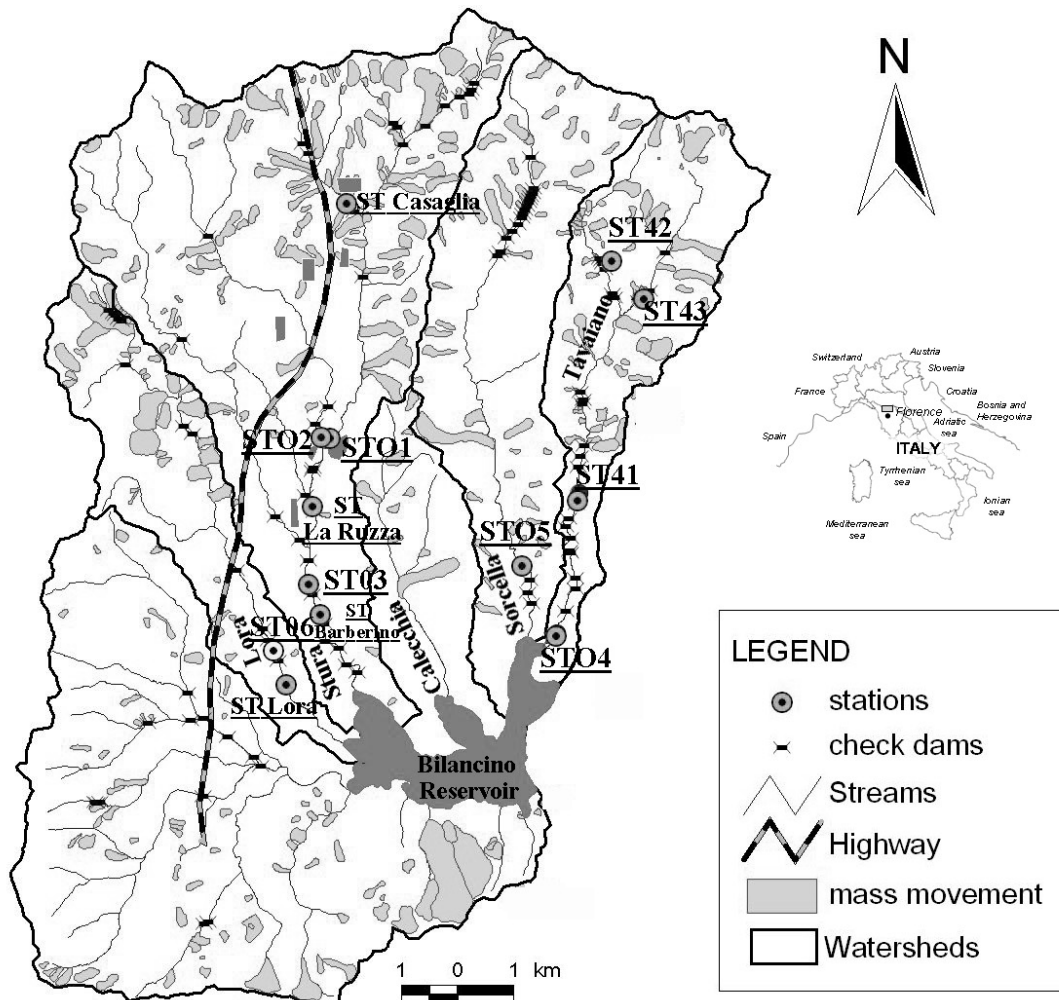 N
ST Casaglia
ST42
ST43
Tavaiano
STO2
STO1
ST
La Ruzza
ST41
STO5
ST03
Sorcella
ST
Barberino
ST06
Lora
Stura
Calecchia
STO4
ST Lora
Bilancino
Reservoir
1 0 1 km
Switzerland
Austria
Slovenia
France
Croatia
Bosnia and
Herzegovina
Florence
Adriatic
sea
Spain
ITALY
Tyrrhenian
sea
Ionian
sea
Mediterranean
sea
LEGEND
stations
check dams
Streams
Highway
mass movement
Watersheds